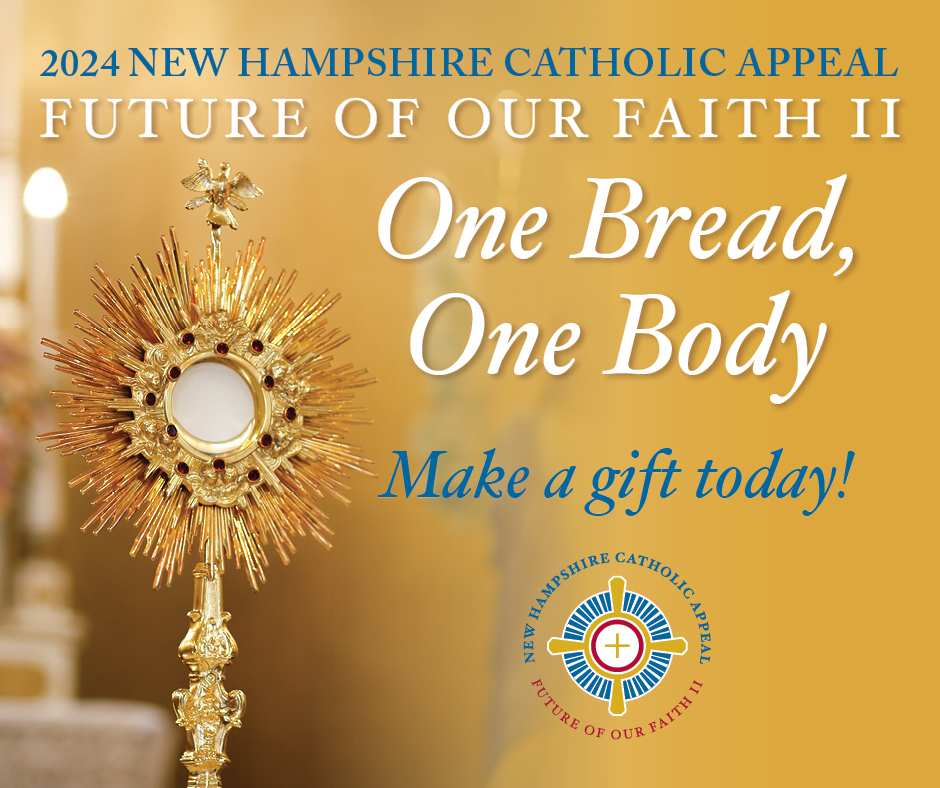 2024 NEW HAMPSHIRE CATHOLIC APPEAL
FUTURE OF OUR FAITH II
One Bread,
One Body
Make a gift today!
NEW HAMPSHIRE CATHOLIC APPEAL
FUTURE OF OUR FAITH II